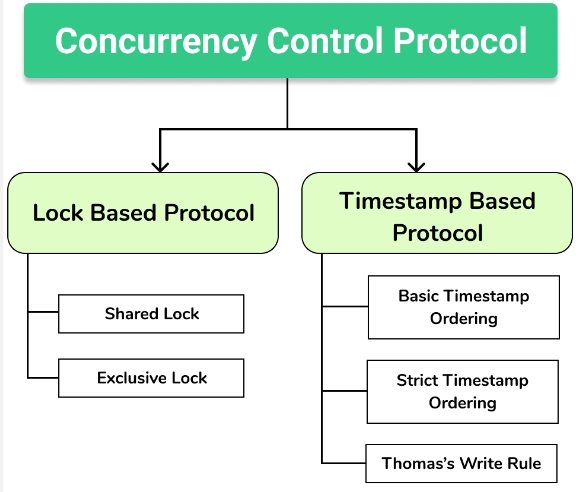 Concurrency Control Protocol
Lock Based Protocol
Shared Lock
Exclusive Lock
Timestamp Based
Protocol
Basic Timestamp
Ordering
Strict Timestamp
Ordering
Thomas's Write Rule